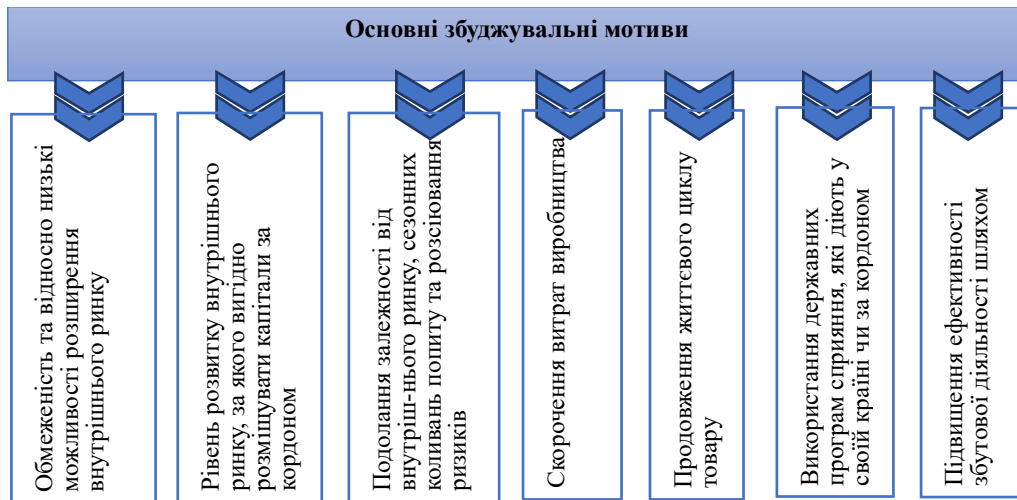 Основні збуджувальні мотиви
Обмеженість та відносно низькі
можливості розширення
внутрішнього ринку
Рівень розвитку внутрішнього
ринку, за якого вигідно
розміщувати капітали за
кордоном
Подолання залежності від
внутріш-нього ринку, сезонних
коливань попиту та розсіювання
ризиків
Скорочення витрат виробництва
Продовження життєвого циклу
товару
Використання державних
програм сприяння, які діють у
своїй країні чи за кордоном
Підвищення ефективності
збутової діяльності шляхом